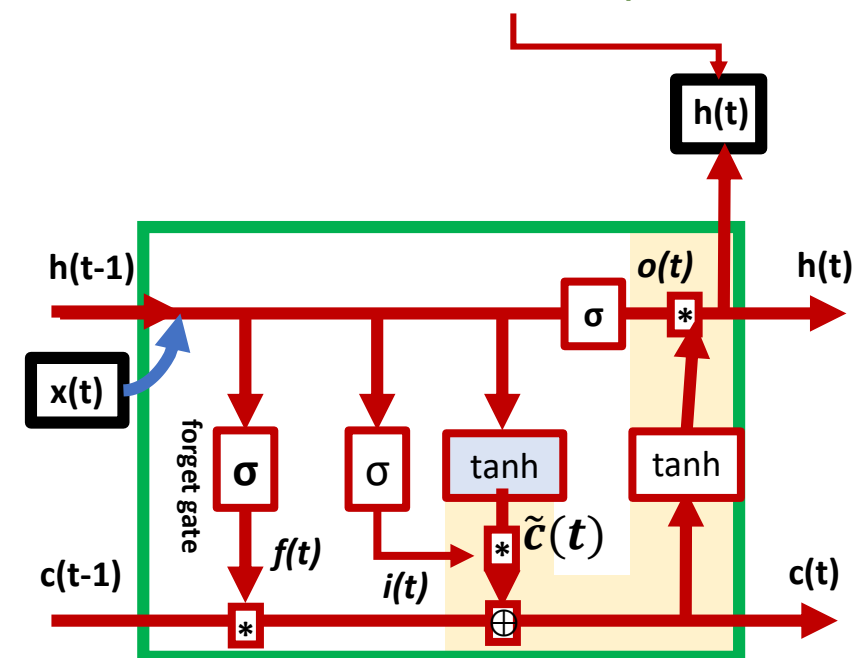 h(t)
h(t-1)
o(t)
h(t)
σ
*
x(t)
forget gate
σ
σ
tanh
tanh
f(t)
*
c̃(t)
c(t-1)
i(t)
c(t)
*
⊕